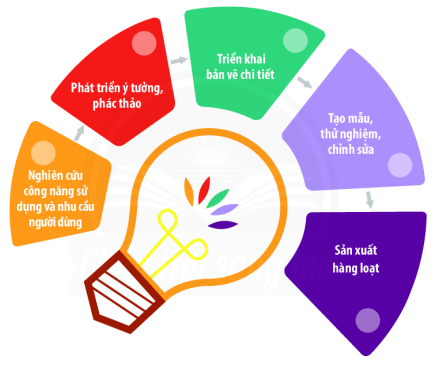 Nghiên cứu
công năng sử
dụng và nhu cầu
người dùng
Phát triển ý tưởng,
phác thảo
Triển khai
bản vẽ chi tiết
Tạo mẫu,
thử nghiệm,
chỉnh sửa
Sản xuất
hàng loạt